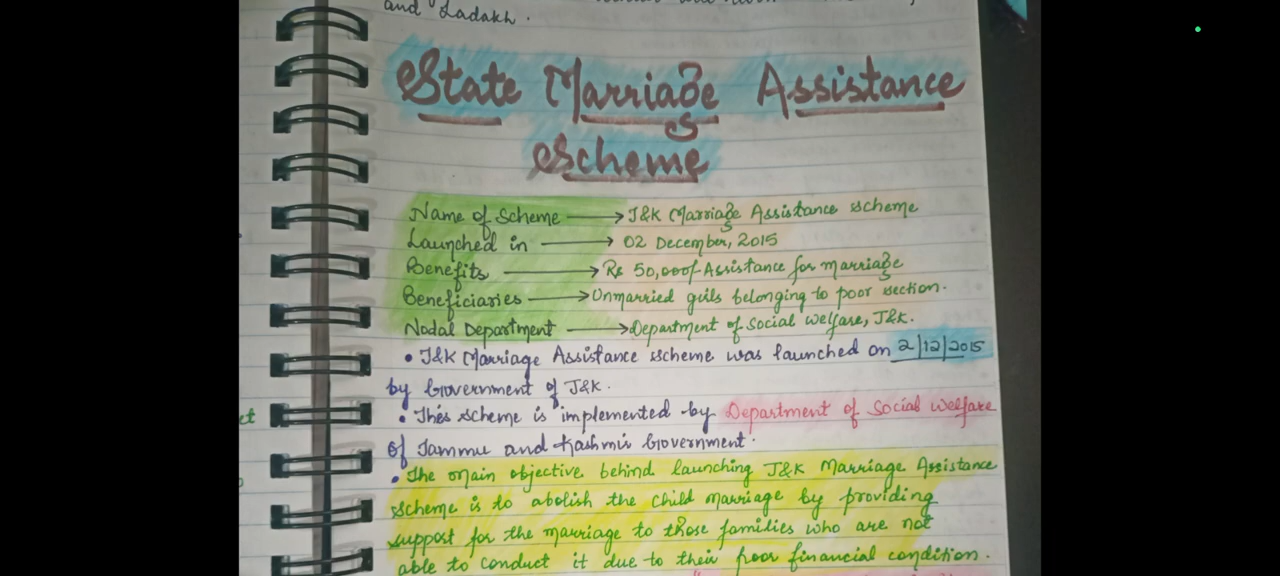 and Ladakh.
State Marriage Assistance
Scheme
Name of Scheme → J&K Marriage Assistance scheme
Launched in → 02 December, 2015
Benefits → Rs 50,000/- Assistance for marriage
Beneficiaries → Unmarried girls belonging to poor section.
Nodal Department → Department of Social Welfare, J&K.
• J&K Marriage Assistance scheme was launched on 2/12/2015
by Government of J&K.
• This scheme is implemented by Department of Social Welfare
et
of Jammu and Kashmir Government.
• The main objective behind launching J&K Marriage Assistance
scheme is to abolish the child marriage by providing
support for the marriage to those families who are not
able to conduct it due to their poor financial condition.